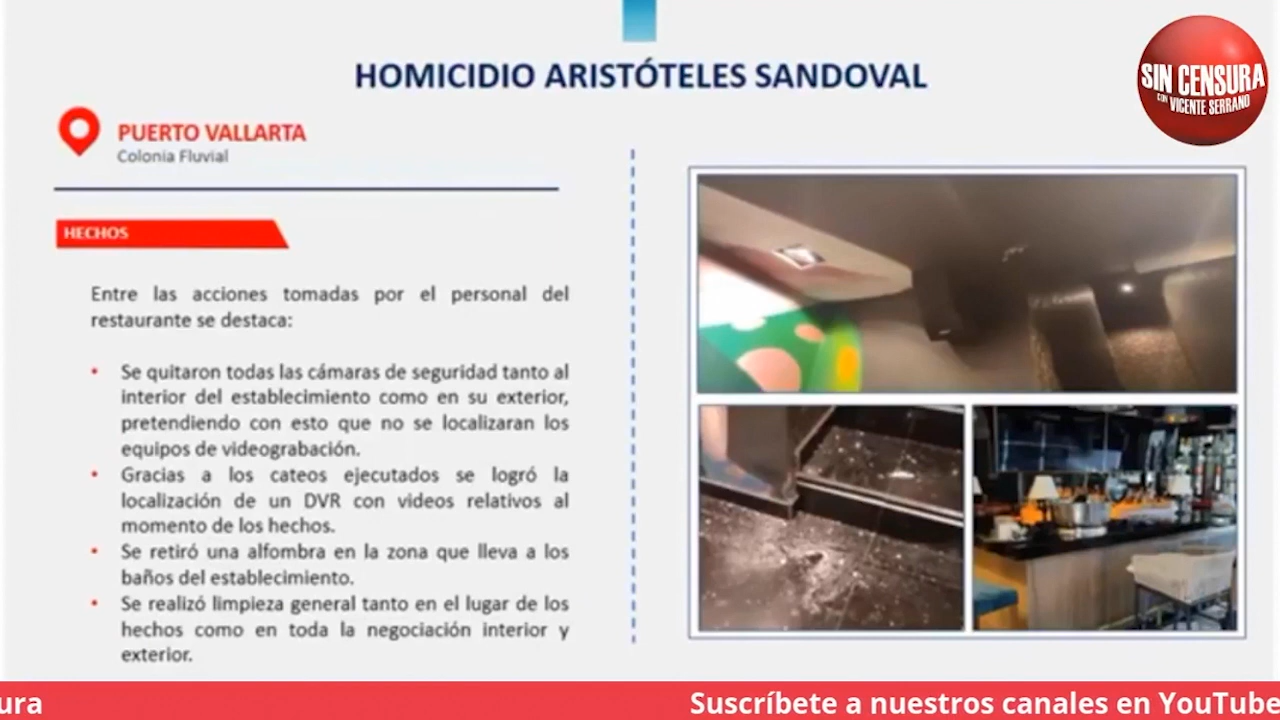 HOMICIDIO ARISTÓTELES SANDOVAL
SIN CENSURA
CON VICENTE SERRANO
PUERTO VALLARTA
Colonia Fluvial
HECHOS
Entre las acciones tomadas por el personal del
restaurante se destaca:
• Se quitaron todas las cámaras de seguridad tanto al
interior del establecimiento como en su exterior,
pretendiendo con esto que no se localizaran los
equipos de videograbación.
• Gracias a los cateos ejecutados se logró la
localización de un DVR con videos relativos al
momento de los hechos.
• Se retiró una alfombra en la zona que lleva a los
baños del establecimiento.
• Se realizó limpieza general tanto en el lugar de los
hechos como en toda la negociación interior y
exterior.
ura
Suscríbete a nuestros canales en YouTube